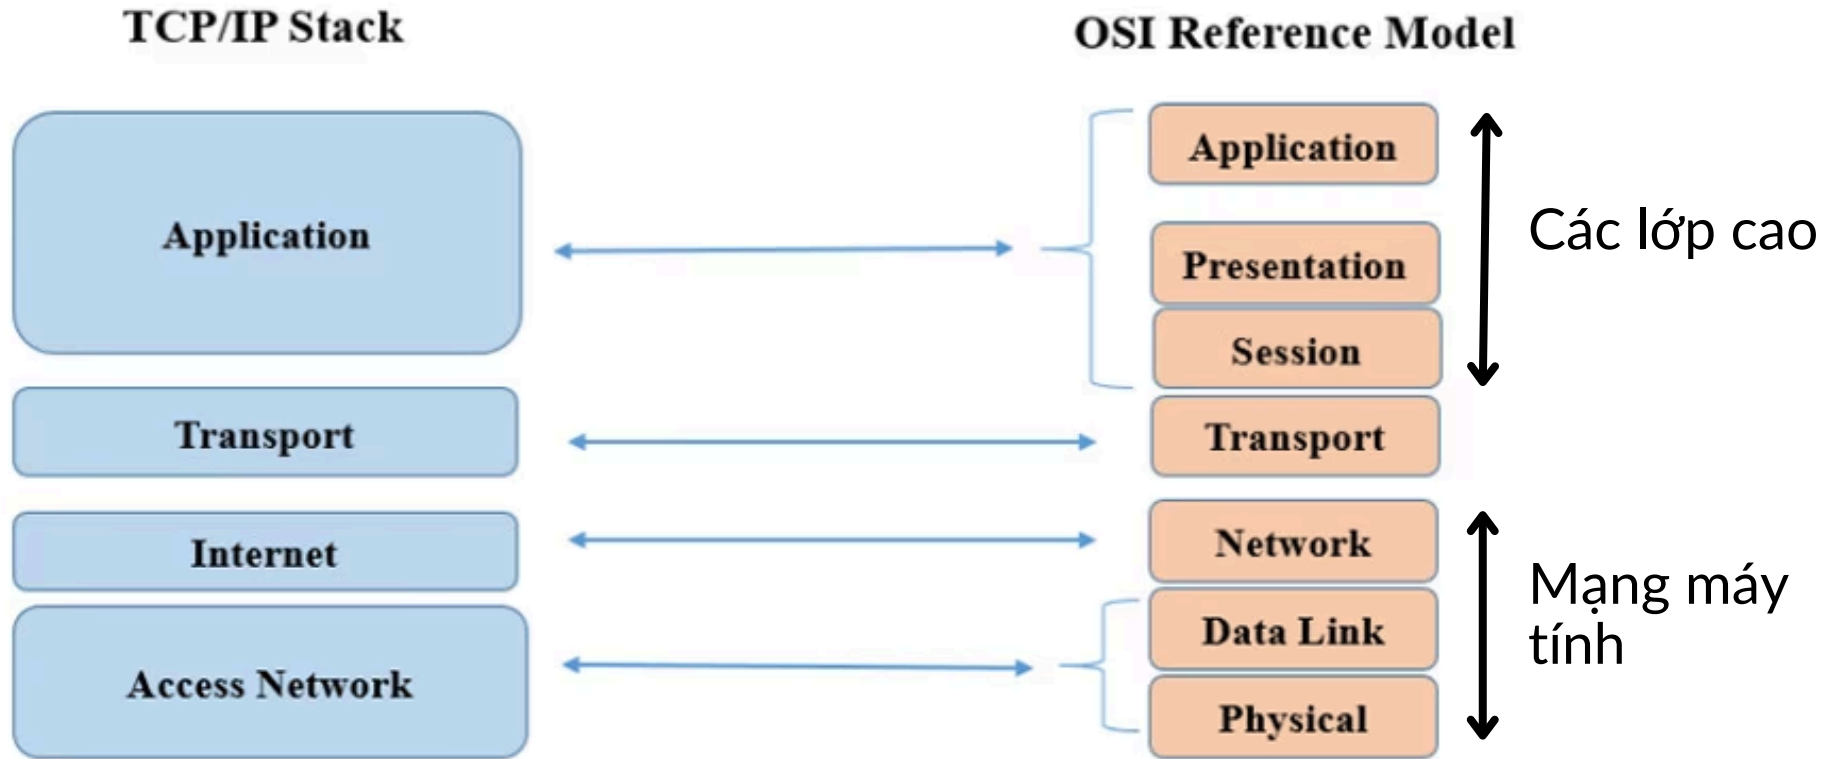 TCP/IP Stack
Application
Transport
Internet
Access Network
OSI Reference Model
Application
Presentation
Session
Transport
Network
Data Link
Physical
Các lớp cao
Mạng máy
tính